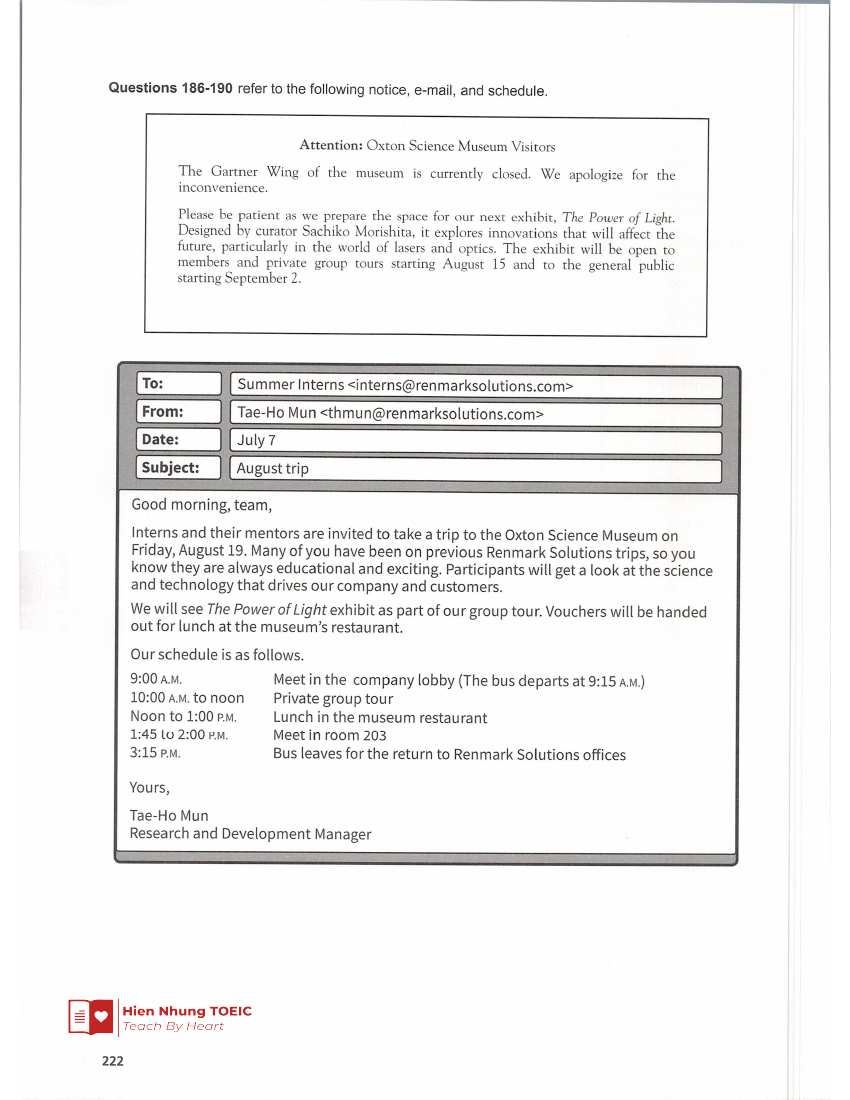 Questions 186-190 refer to the following notice, e-mail, and schedule.
Attention: Oxton Science Museum Visitors
The Gartner Wing of the museum is currently closed. We apologize for the
inconvenience.
Please be patient as we prepare the space for our next exhibit, The Power of Light.
Designed by curator Sachiko Morishita, it explores innovations that will affect the
future, particularly in the world of lasers and optics. The exhibit will be open to
members and private group tours starting August 15 and to the general public
starting September 2.
To: Summer Interns <interns@renmarksolutions.com>
From: Tae-Ho Mun <thmun@renmarksolutions.com>
Date: July 7
Subject: August trip
Good morning, team,
Interns and their mentors are invited to take a trip to the Oxton Science Museum on
Friday, August 19. Many of you have been on previous Renmark Solutions trips, so you
know they are always educational and exciting. Participants will get a look at the science
and technology that drives our company and customers.
We will see The Power of Light exhibit as part of our group tour. Vouchers will be handed
out for lunch at the museum's restaurant.
Our schedule is as follows.
9:00 A.M. Meet in the company lobby (The bus departs at 9:15 A.M.)
10:00 A.M. to noon Private group tour
Noon to 1:00 P.M. Lunch in the museum restaurant
1:45 to 2:00 P.M. Meet in room 203
3:15 P.M. Bus leaves for the return to Renmark Solutions offices
Yours,
Tae-Ho Mun
Research and Development Manager
Hien Nhung TOEIC
Teach By Heart
222